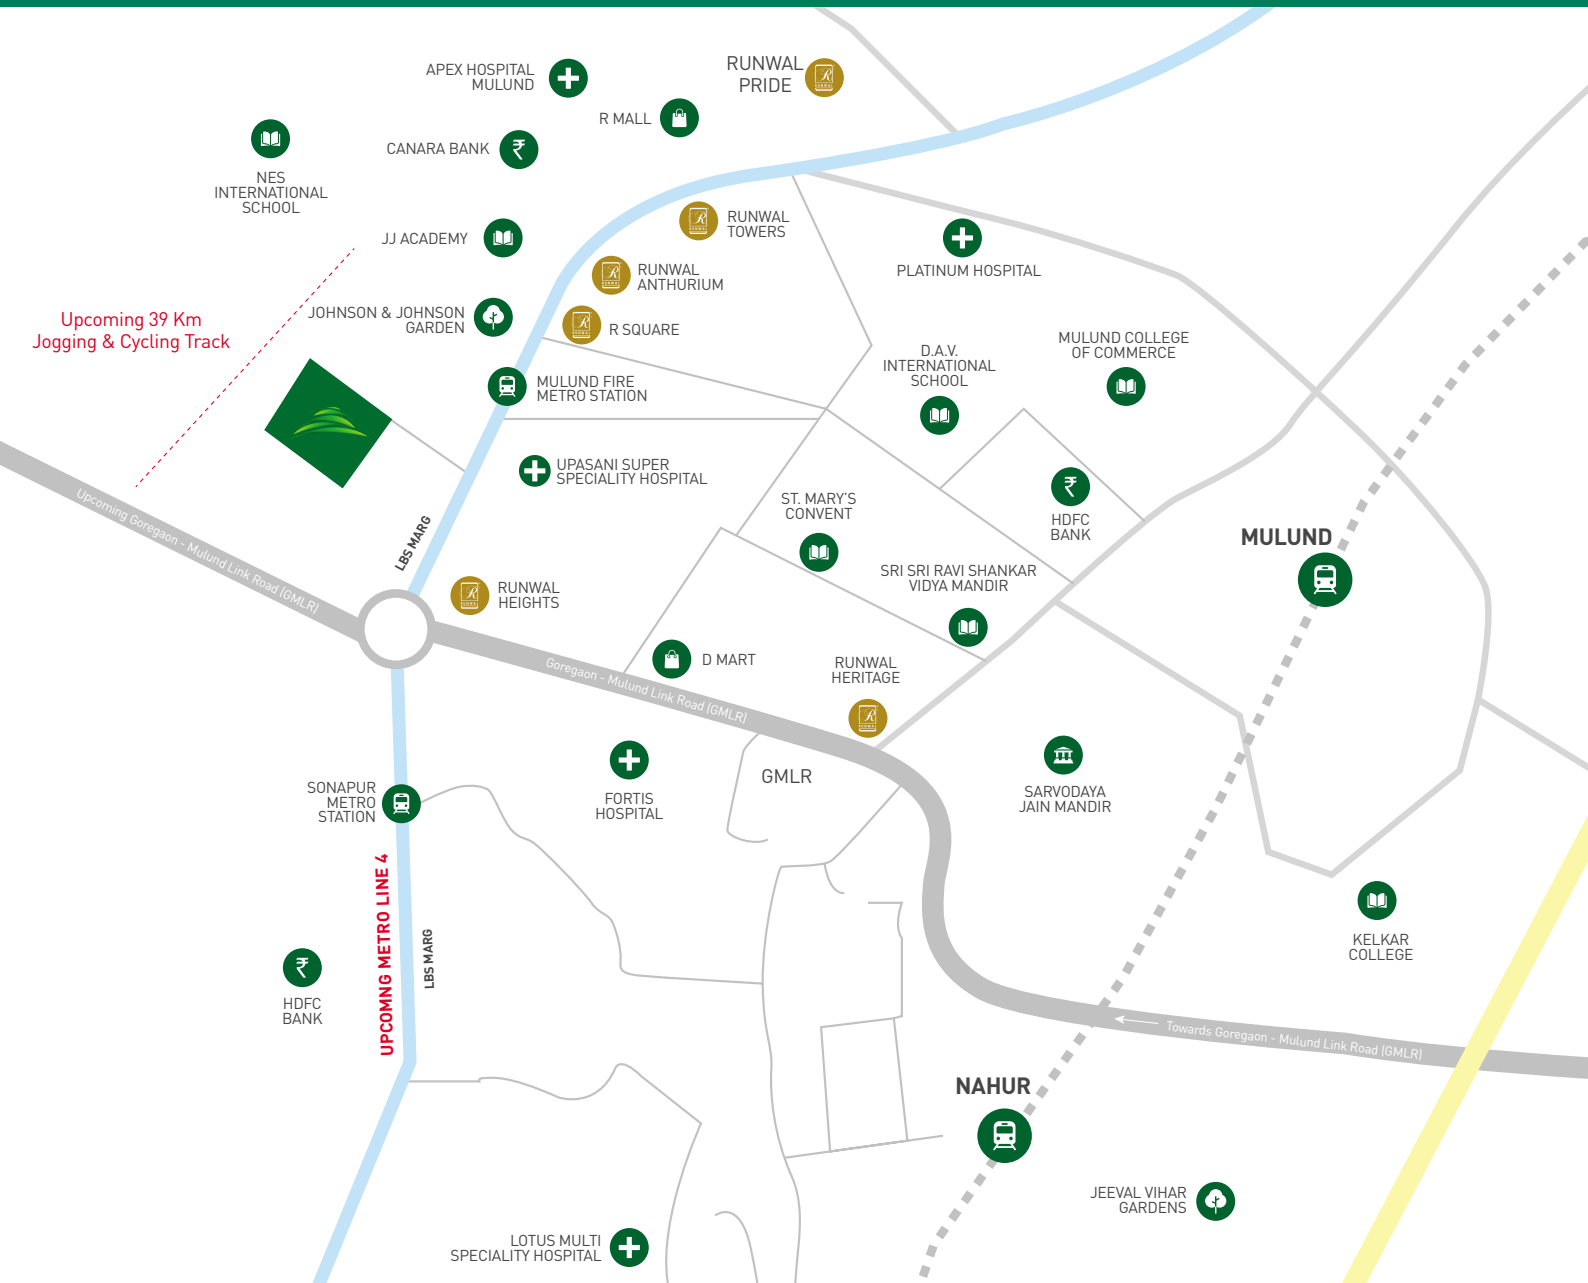 APEX HOSPITAL
MULUND
RUNWAL
PRIDE
R MALL
CANARA BANK
NES
INTERNATIONAL
SCHOOL
JJ ACADEMY
RUNWAL
TOWERS
RUNWAL
ANTHURIUM
PLATINUM HOSPITAL
Upcoming 39 Km
Jogging & Cycling Track
JOHNSON & JOHNSON
GARDEN
R SQUARE
D.A.V.
INTERNATIONAL
SCHOOL
MULUND COLLEGE
OF COMMERCE
MULUND FIRE
METRO STATION
UPASANI SUPER
SPECIALITY HOSPITAL
ST. MARY'S
CONVENT
HDFC
BANK
MULUND
Upcoming Goregaon - Mulund Link Road (GMLR)
LBS MARG
RUNWAL
HEIGHTS
SRI SRI RAVI SHANKAR
VIDYA MANDIR
D MART
RUNWAL
HERITAGE
Goregaon - Mulund Link Road (GMLR)
GMLR
SONAPUR
METRO
STATION
FORTIS
HOSPITAL
SARVODAYA
JAIN MANDIR
UPCOMNG METRO LINE 4
LBS MARG
KELKAR
COLLEGE
HDFC
BANK
Towards Goregaon - Mulund Link Road (GMLR)
NAHUR
JEEVAL VIHAR
GARDENS
LOTUS MULTI
SPECIALITY HOSPITAL